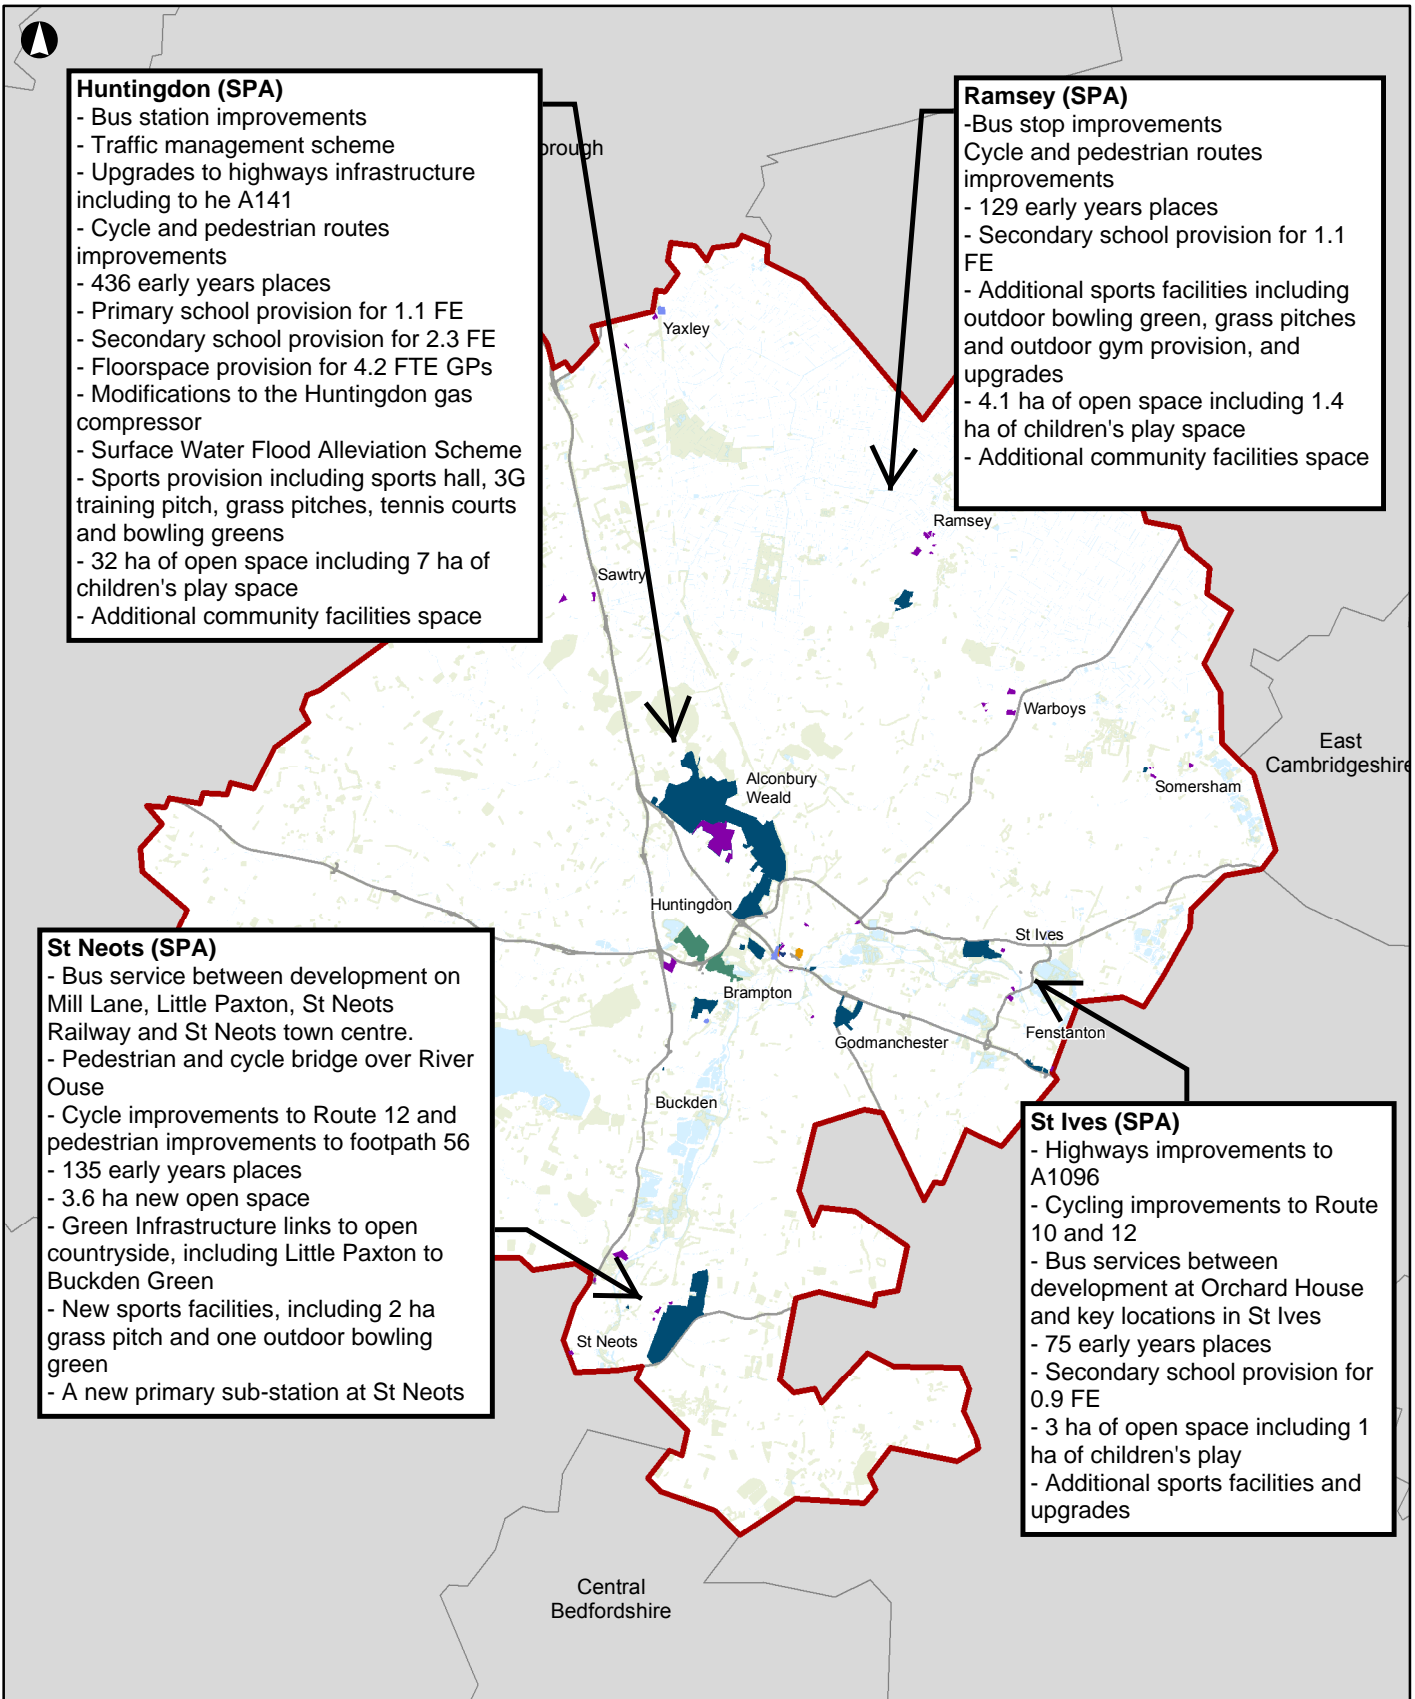 Huntingdon (SPA)
- Bus station improvements
- Traffic management scheme
- Upgrades to highways infrastructure
including to he A141
- Cycle and pedestrian routes
improvements
- 436 early years places
- Primary school provision for 1.1 FE
- Secondary school provision for 2.3 FE
- Floorspace provision for 4.2 FTE GPs
- Modifications to the Huntingdon gas
compressor
- Surface Water Flood Alleviation Scheme
- Sports provision including sports hall, 3G
training pitch, grass pitches, tennis courts
and bowling greens
- 32 ha of open space including 7 ha of
children's play space
- Additional community facilities space
Ramsey (SPA)
-Bus stop improvements
Cycle and pedestrian routes
improvements
- 129 early years places
- Secondary school provision for 1.1
FE
- Additional sports facilities including
outdoor bowling green, grass pitches
and outdoor gym provision, and
upgrades
- 4.1 ha of open space including 1.4
ha of children's play space
- Additional community facilities space
orough
Yaxley
Ramsey
Sawtry
Warboys
East
Cambridgeshire
Somersham
Alconbury
Weald
Huntingdon
St Ives
Brampton
Godmanchester
Fenstanton
Buckden
St Neots
St Neots (SPA)
- Bus service between development on
Mill Lane, Little Paxton, St Neots
Railway and St Neots town centre.
- Pedestrian and cycle bridge over River
Ouse
- Cycle improvements to Route 12 and
pedestrian improvements to footpath 56
- 135 early years places
- 3.6 ha new open space
- Green Infrastructure links to open
countryside, including Little Paxton to
Buckden Green
- New sports facilities, including 2 ha
grass pitch and one outdoor bowling
green
- A new primary sub-station at St Neots
St Ives (SPA)
- Highways improvements to
A1096
- Cycling improvements to Route
10 and 12
- Bus services between
development at Orchard House
and key locations in St Ives
- 75 early years places
- Secondary school provision for
0.9 FE
- 3 ha of open space including 1
ha of children's play
- Additional sports facilities and
upgrades
Central
Bedfordshire